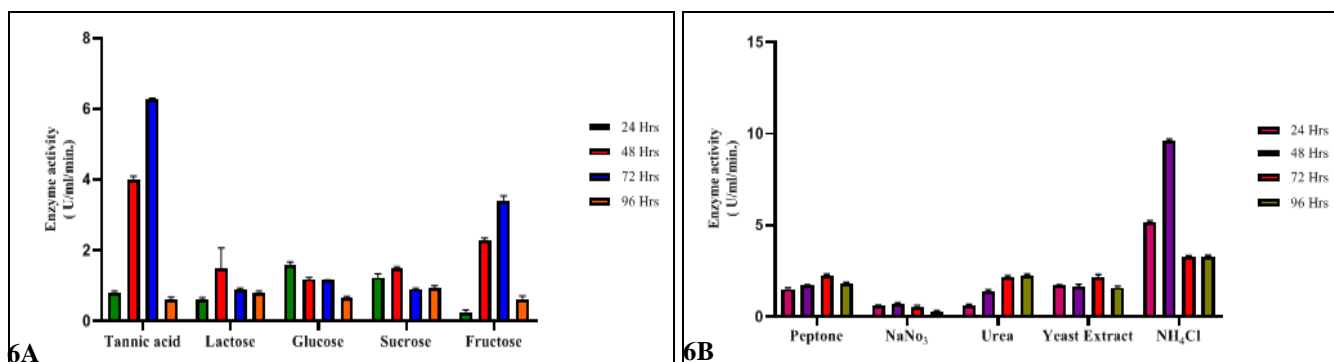 8
6
4
2
0
Enzyme activity
( U/ml/min.)
Tannic acid Lactose Glucose Sucrose Fructose
24 Hrs
48 Hrs
72 Hrs
96 Hrs
6A
15
10
5
0
Enzyme activity
( U/ml/min.)
Peptone NaNo₃ Urea Yeast Extract NH₄Cl
24 Hrs
48 Hrs
72 Hrs
96 Hrs
6B